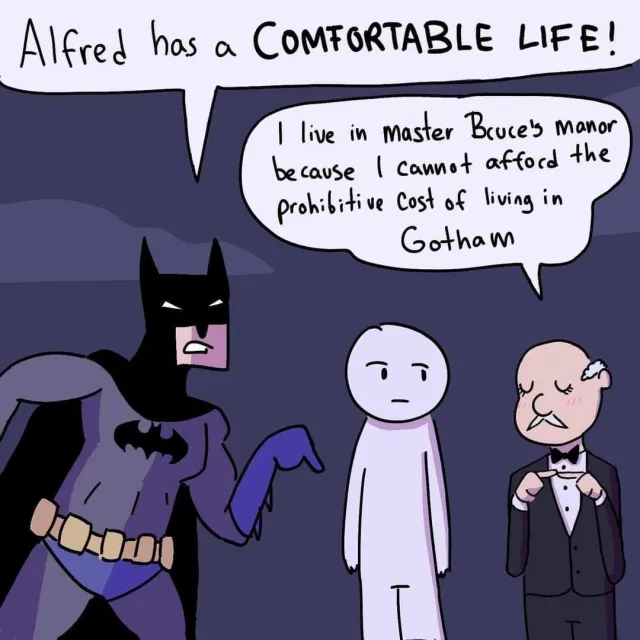 Alfred has a COMFORTABLE LIFE!
I live in master Bruce's manor
because I cannot afford the
prohibitive cost of living in
Gotham